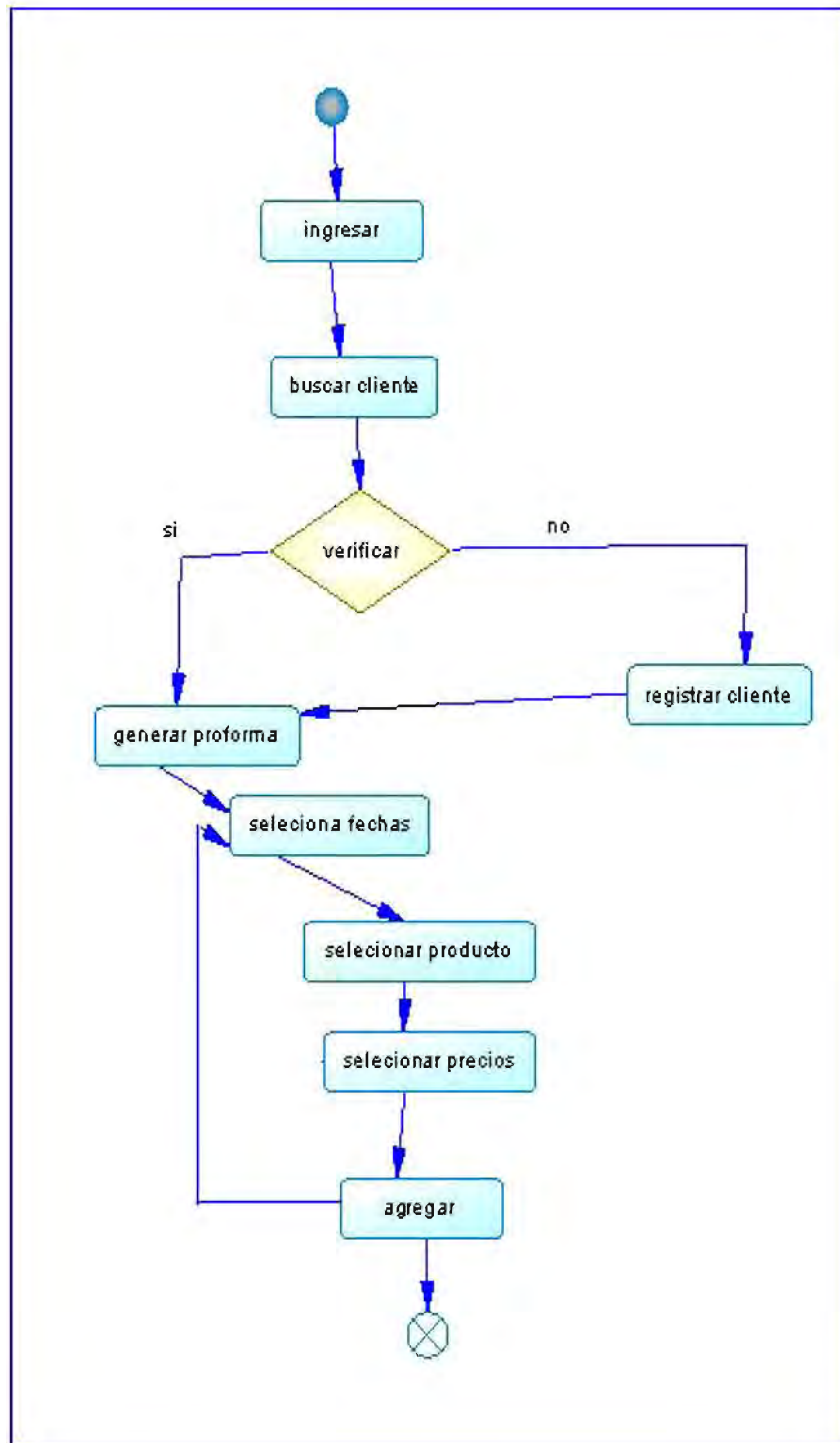 ingresar
buscar cliente
si
no
verificar
registrar cliente
generar proforma
seleciona fechas
selecionar producto
selecionar precios
agregar